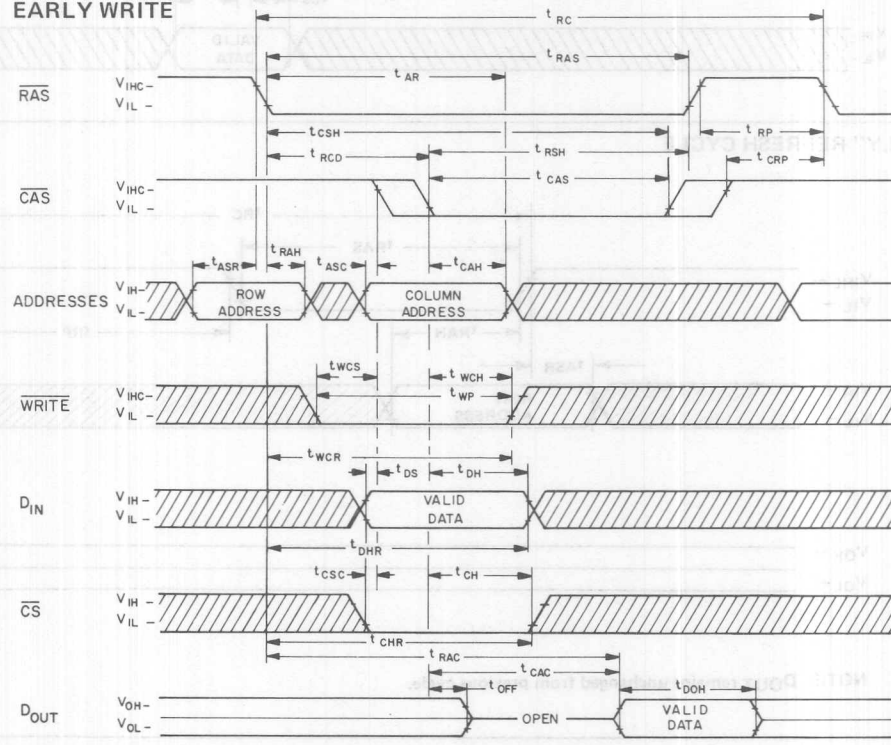 EARLY WRITE
t RC
t RAS
t AR
RAS
V IHC
V IL
t CSH
t RP
t RCD
t RSH
t CRP
t CAS
CAS
V IHC
V IL
t ASR
t RAH
t ASC
t CAH
ADDRESSES
V IH
V IL
ROW ADDRESS
COLUMN ADDRESS
t WCS
t WCH
t WP
WRITE
V IHC
V IL
t WCR
t DS
t DH
D IN
V IH
V IL
VALID DATA
t DHR
t CSC
t CH
CS
V IH
V IL
t CHR
t RAC
t CAC
t OFF
t DOH
D OUT
V OH
V OL
OPEN
VALID DATA